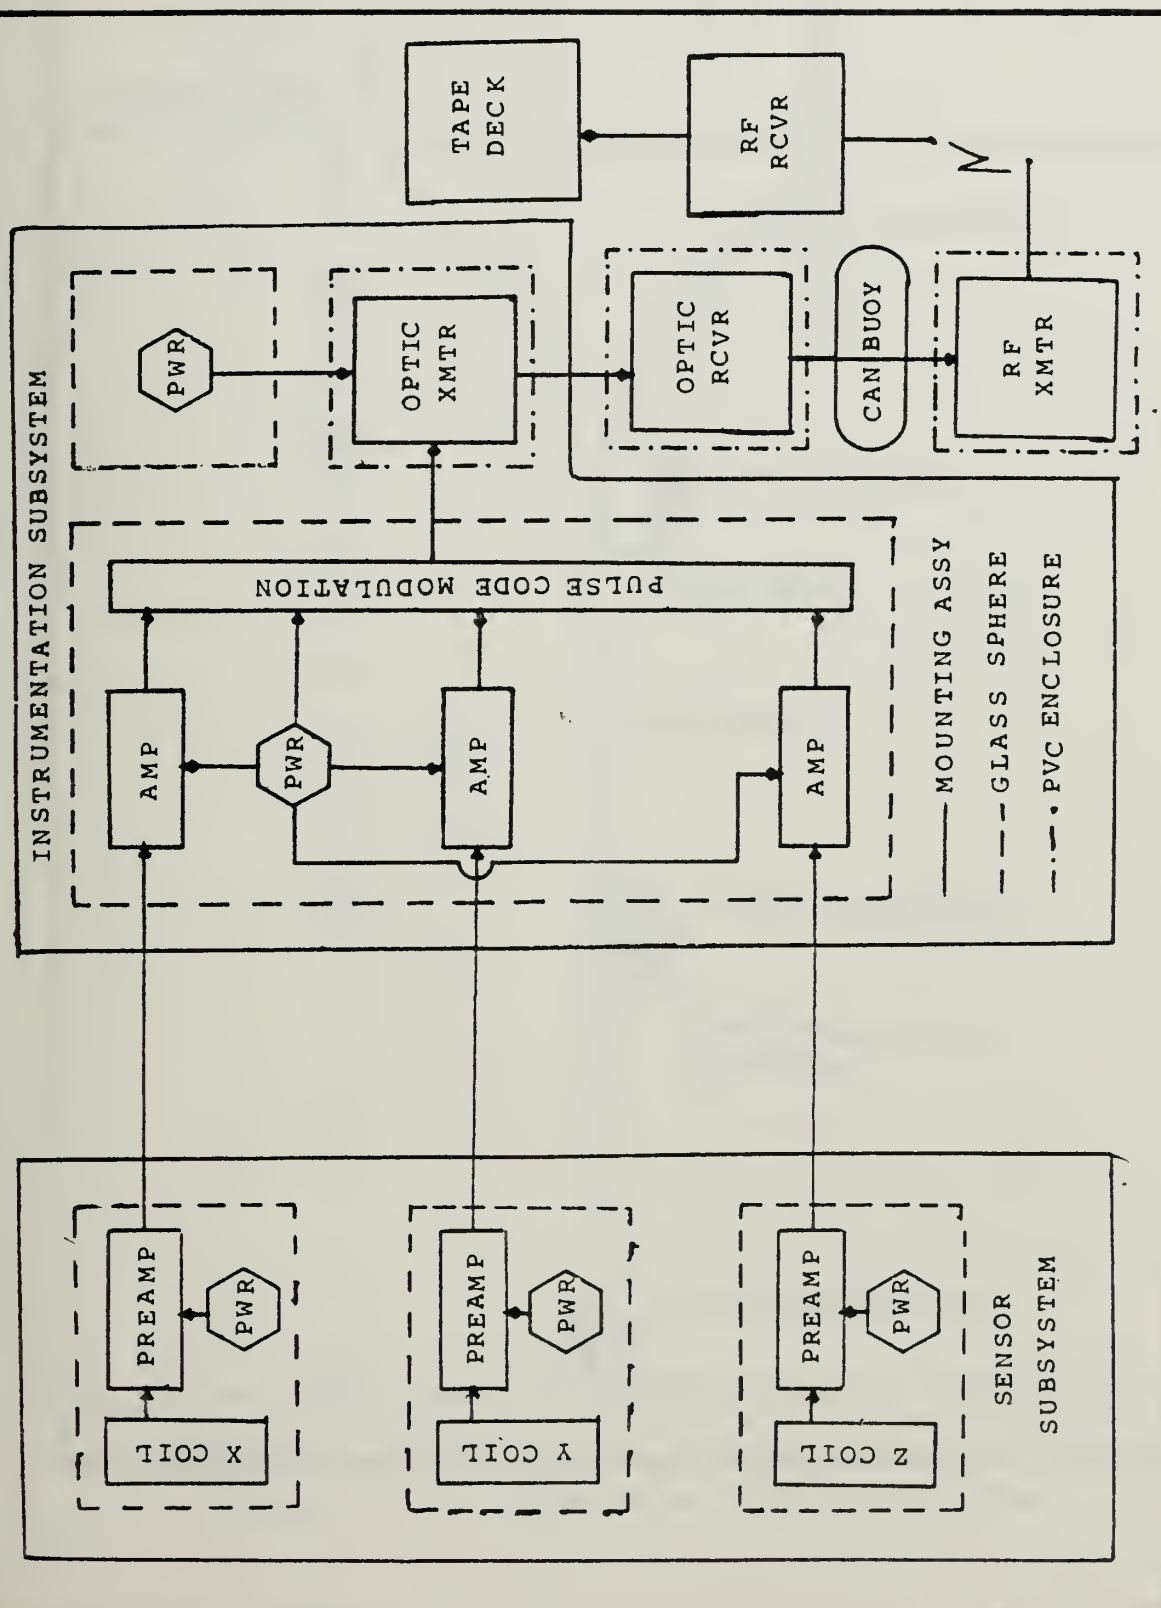 INSTRUMENTATION SUBSYSTEM
PWR
OPTIC
XMTR
TAPE
DECK
OPTIC
RCVR
RF
RCVR
CAN BUOY
RF
XMTR
PULSE CODE MODULATION
AMP
PWR
AMP
AMP
MOUNTING ASSY
GLASS SPHERE
PVC ENCLOSURE
PREAMP
PWR
X COIL
PREAMP
PWR
Y COIL
PREAMP
PWR
Z COIL
SENSOR
SUBSYSTEM